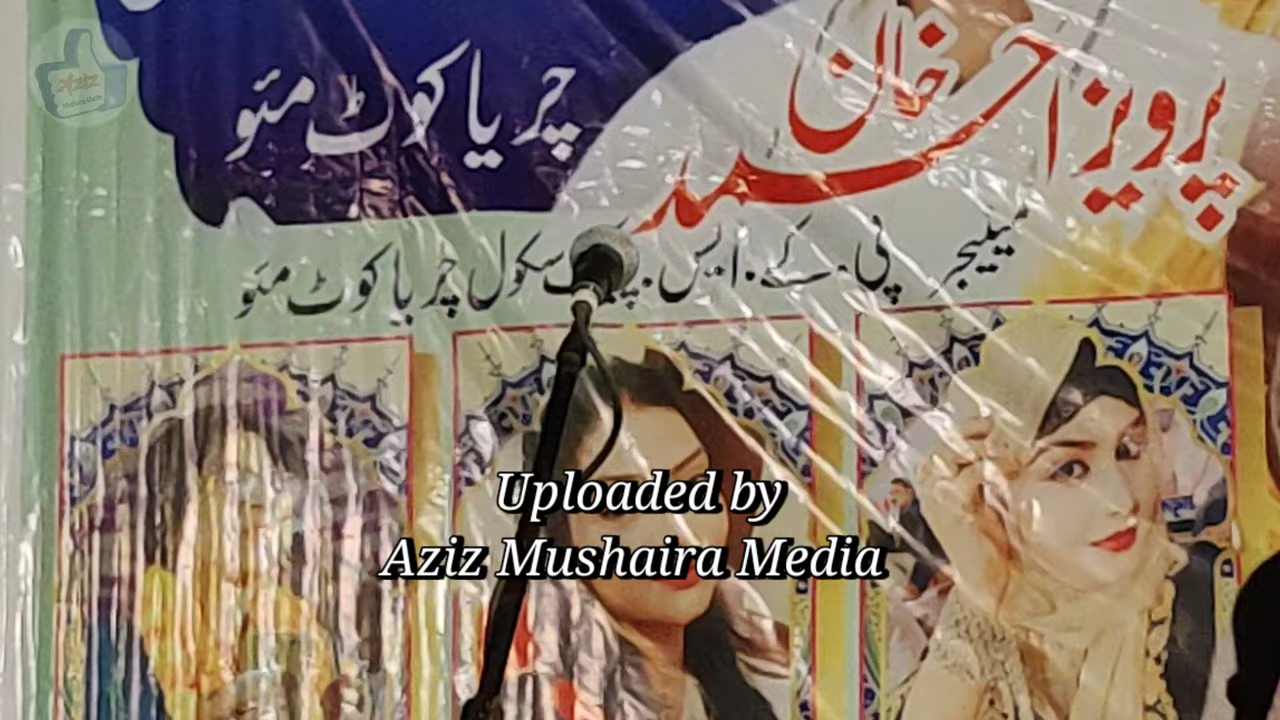 پرویز احمد خان
چریا کوٹ مئو
مینیجر پی.کے.ایس. سکول چریا کوٹ مئو
Uploaded by
Aziz Mushaira Media
Aziz